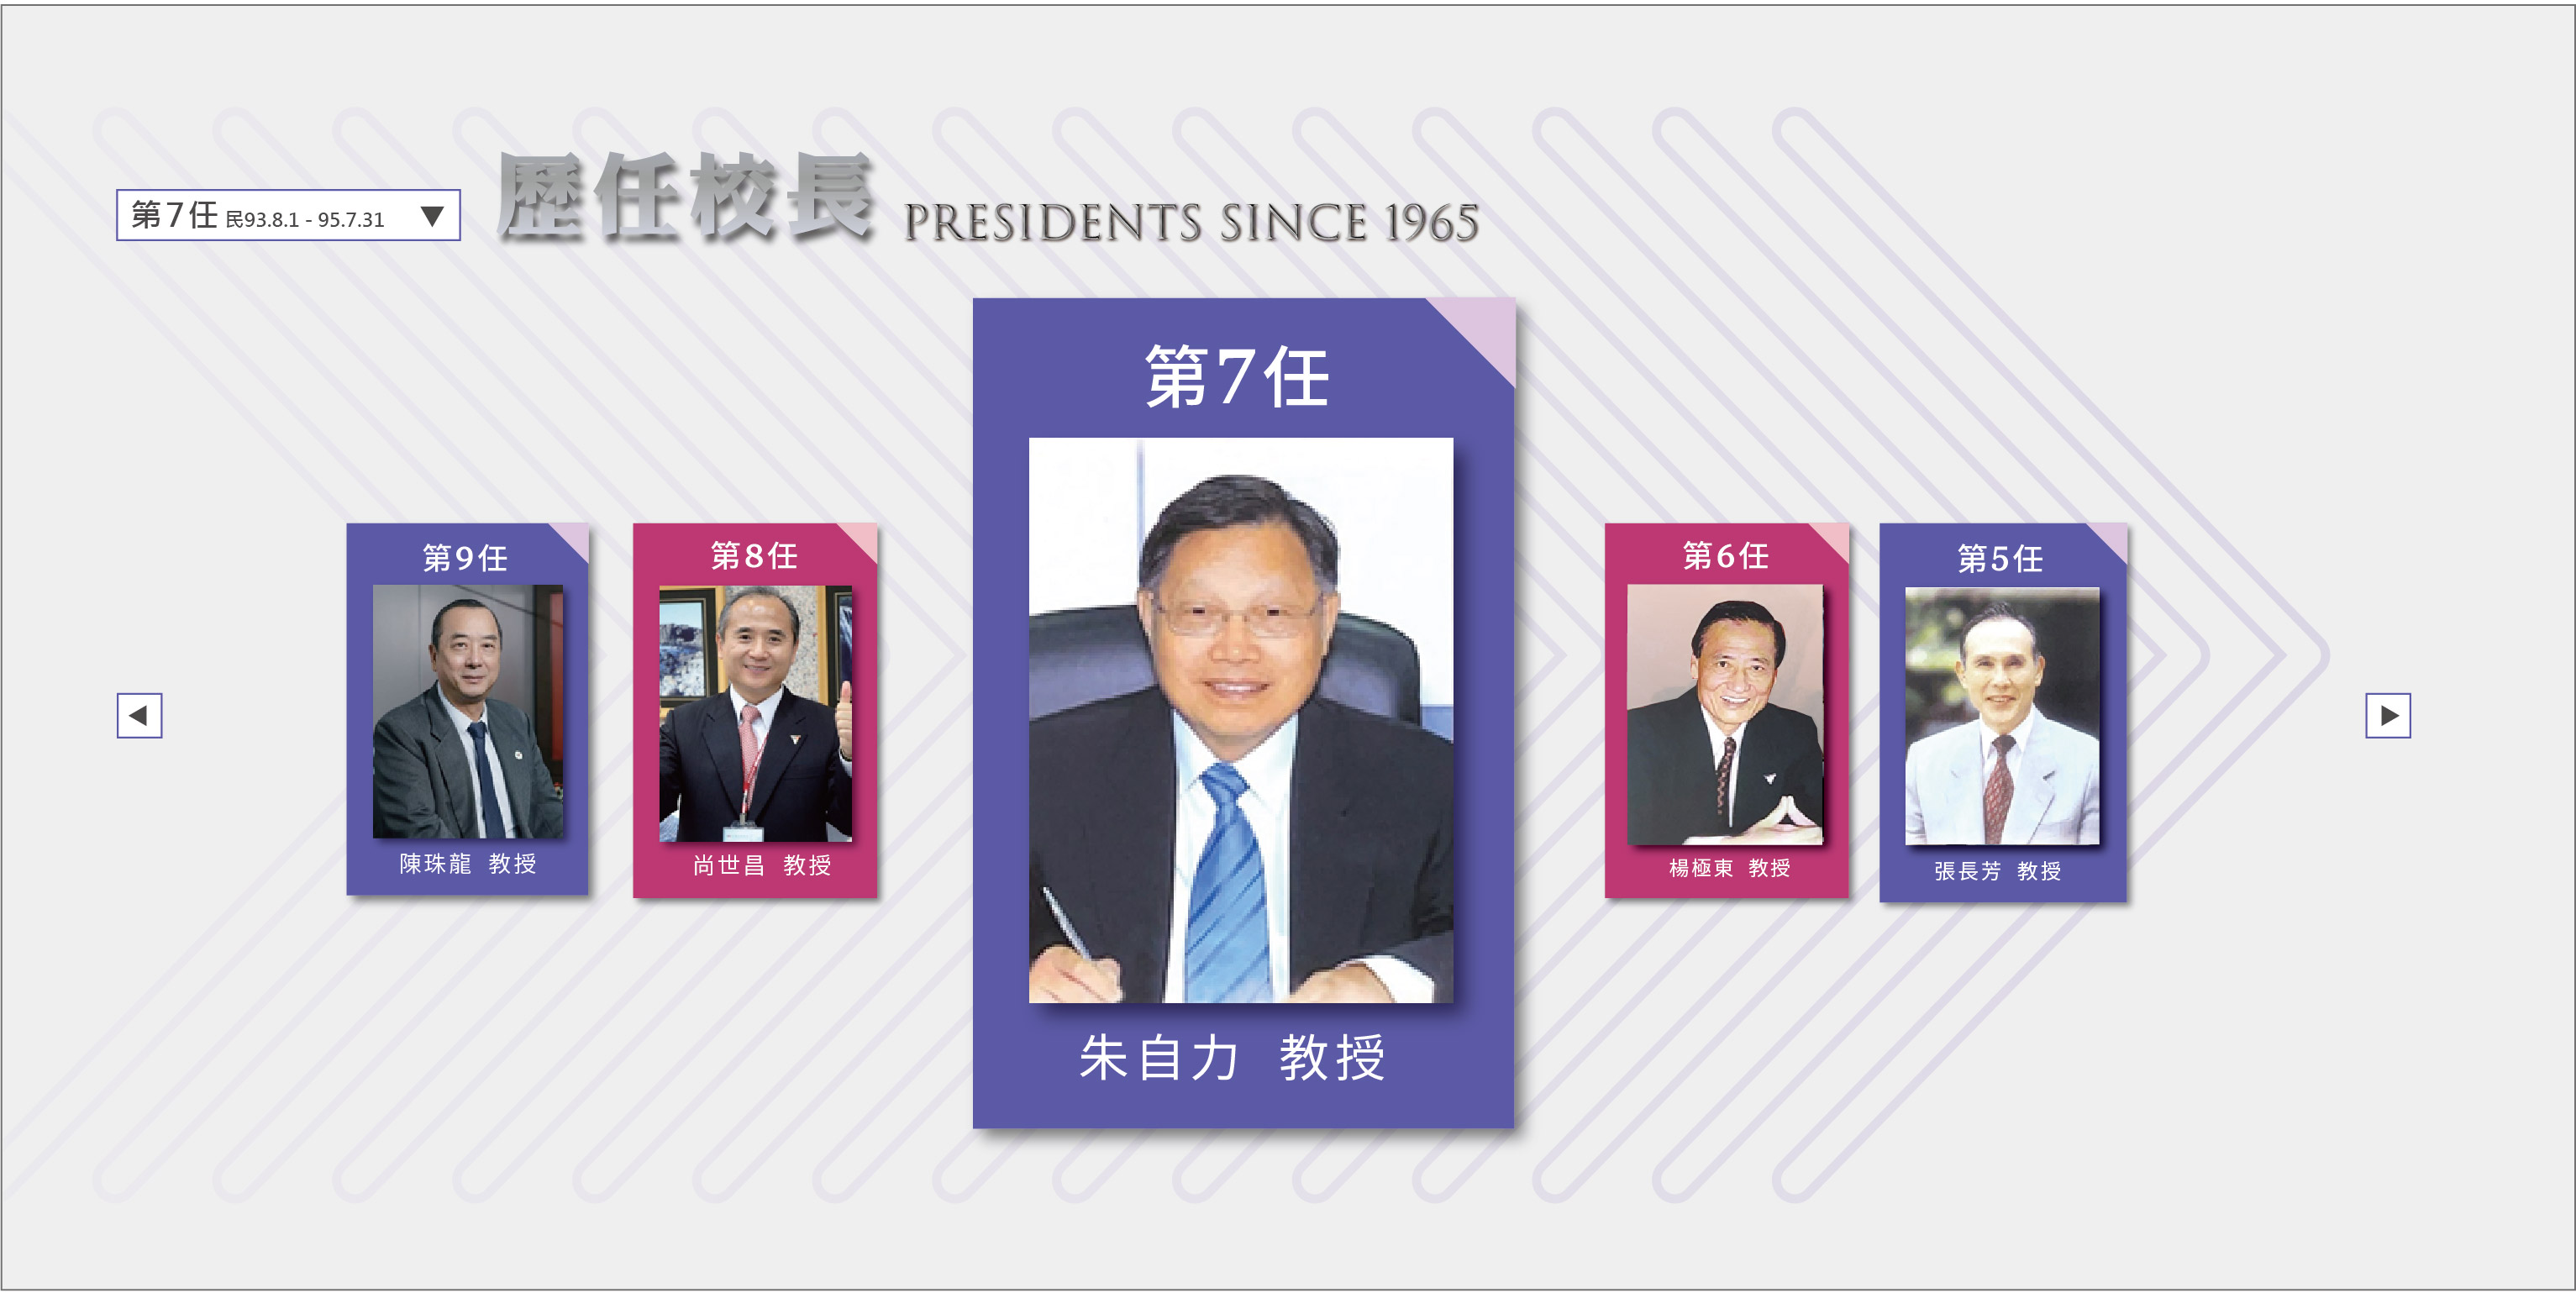 第7任 民93.8.1 - 95.7.31 ▼
歷任校長 PRESIDENTS SINCE 1965
第9任
陳珠龍 教授
第8任
尚世昌 教授
第7任
朱自力 教授
第6任
楊極東 教授
第5任
張長芳 教授